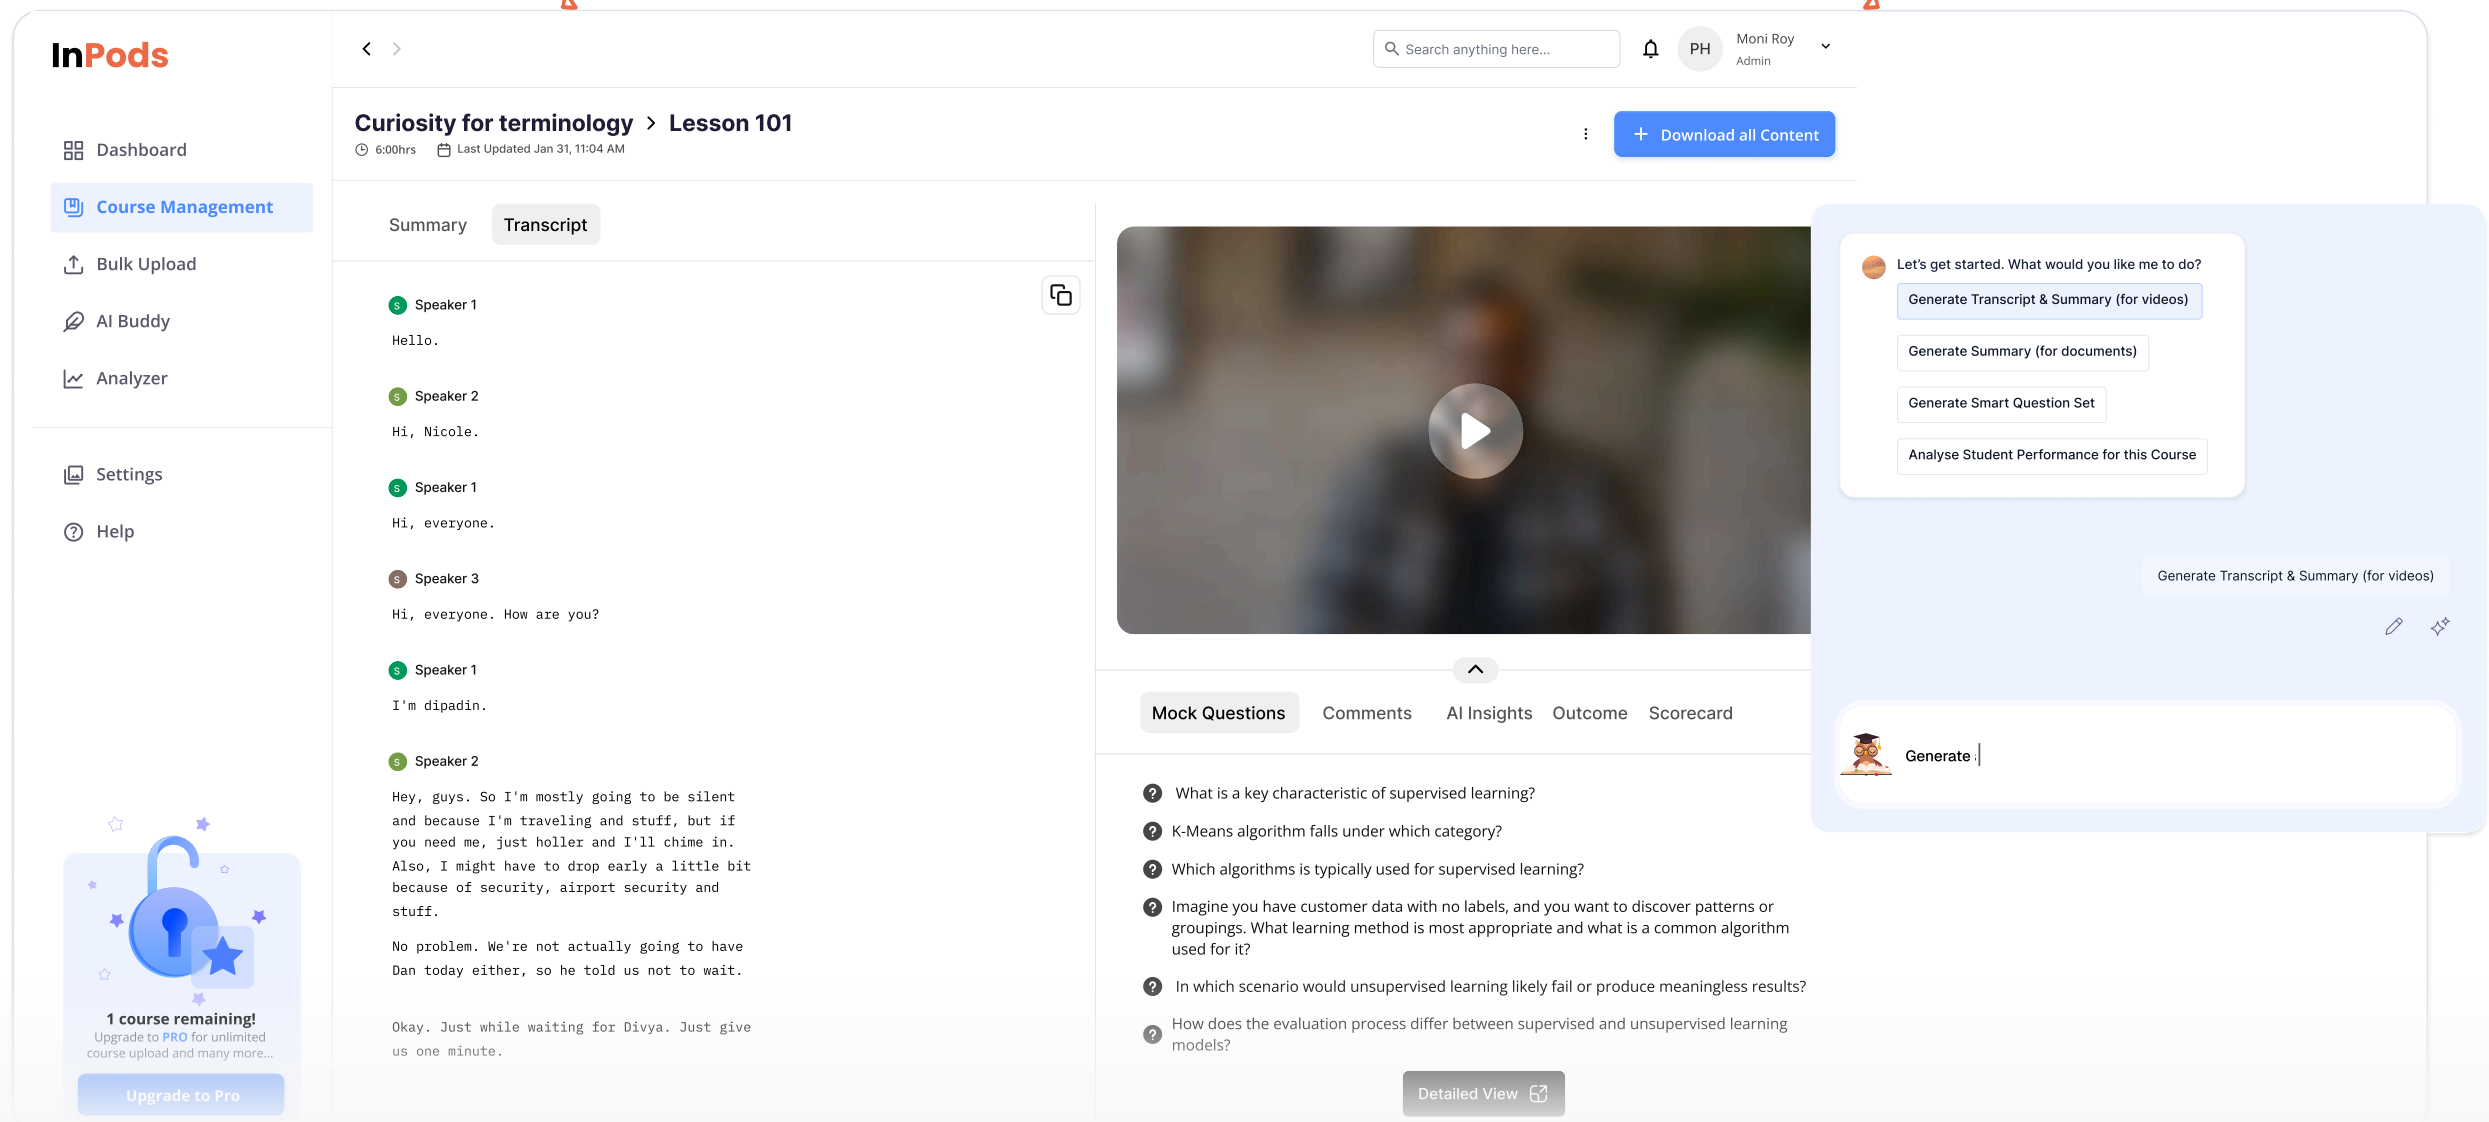 InPods
Dashboard
Course Management
Bulk Upload
AI Buddy
Analyzer
Settings
Help
1 course remaining!
Upgrade to PRO for unlimited
course upload and many more...
Upgrade to Pro
Search anything here...
PH
Moni Roy
Admin
Curiosity for terminology > Lesson 101
6:00hrs
Last Updated Jan 31, 11:04 AM
+ Download all Content
Summary
Transcript
S Speaker 1
Hello.
S Speaker 2
Hi, Nicole.
S Speaker 1
Hi, everyone.
S Speaker 3
Hi, everyone. How are you?
S Speaker 1
I'm dipadin.
S Speaker 2
Hey, guys. So I'm mostly going to be silent
and because I'm traveling and stuff, but if
you need me, just holler and I'll chime in.
Also, I might have to drop early a little bit
because of security, airport security and
stuff.
No problem. We're not actually going to have
Dan today either, so he told us not to wait.
Okay. Just while waiting for Divya. Just give
us one minute.
Mock Questions
Comments
AI Insights
Outcome
Scorecard
What is a key characteristic of supervised learning?
K-Means algorithm falls under which category?
Which algorithms is typically used for supervised learning?
Imagine you have customer data with no labels, and you want to discover patterns or
groupings. What learning method is most appropriate and what is a common algorithm
used for it?
In which scenario would unsupervised learning likely fail or produce meaningless results?
How does the evaluation process differ between supervised and unsupervised learning
models?
Detailed View
Let's get started. What would you like me to do?
Generate Transcript & Summary (for videos)
Generate Summary (for documents)
Generate Smart Question Set
Analyse Student Performance for this Course
Generate Transcript & Summary (for videos)
Generate